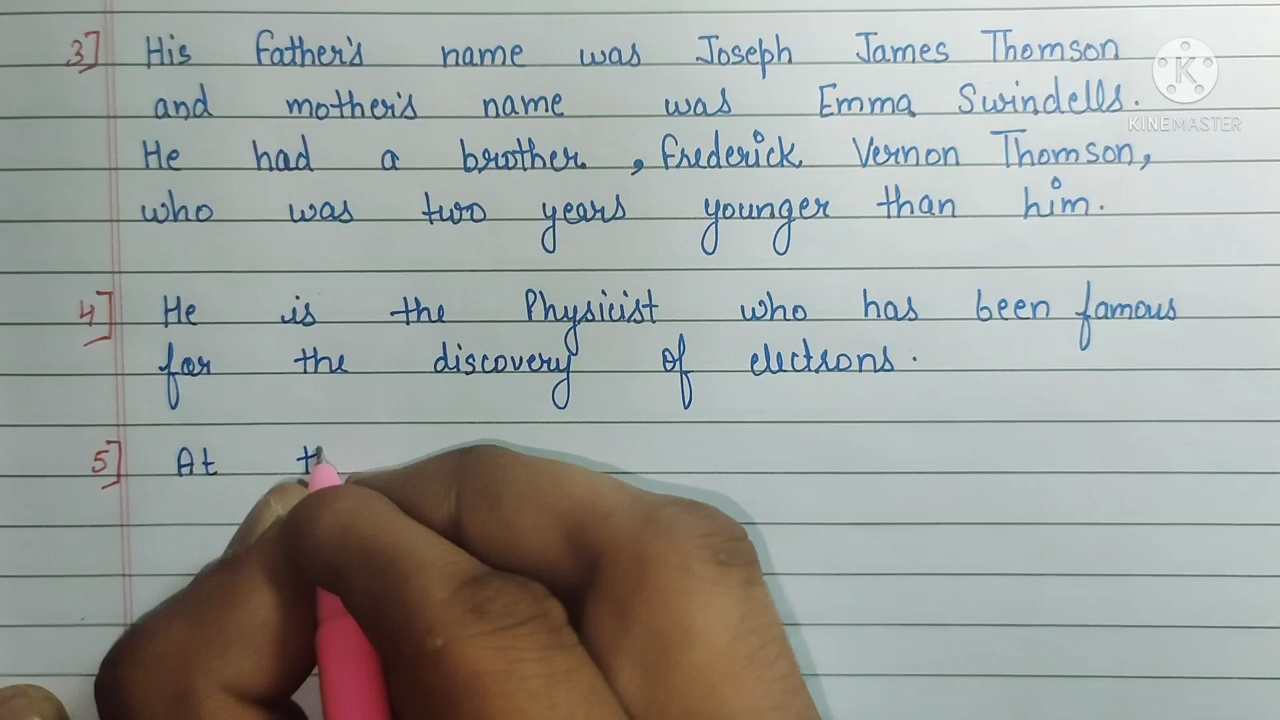 3] His Father's name was Joseph James Thomson
and mother's name was Emma Swindells.
He had a brother, Frederick Vernon Thomson,
who was two years younger than him.
4] He is the Physicist who has been famous
for the discovery of electrons.
5] At th
K
KINEMASTER